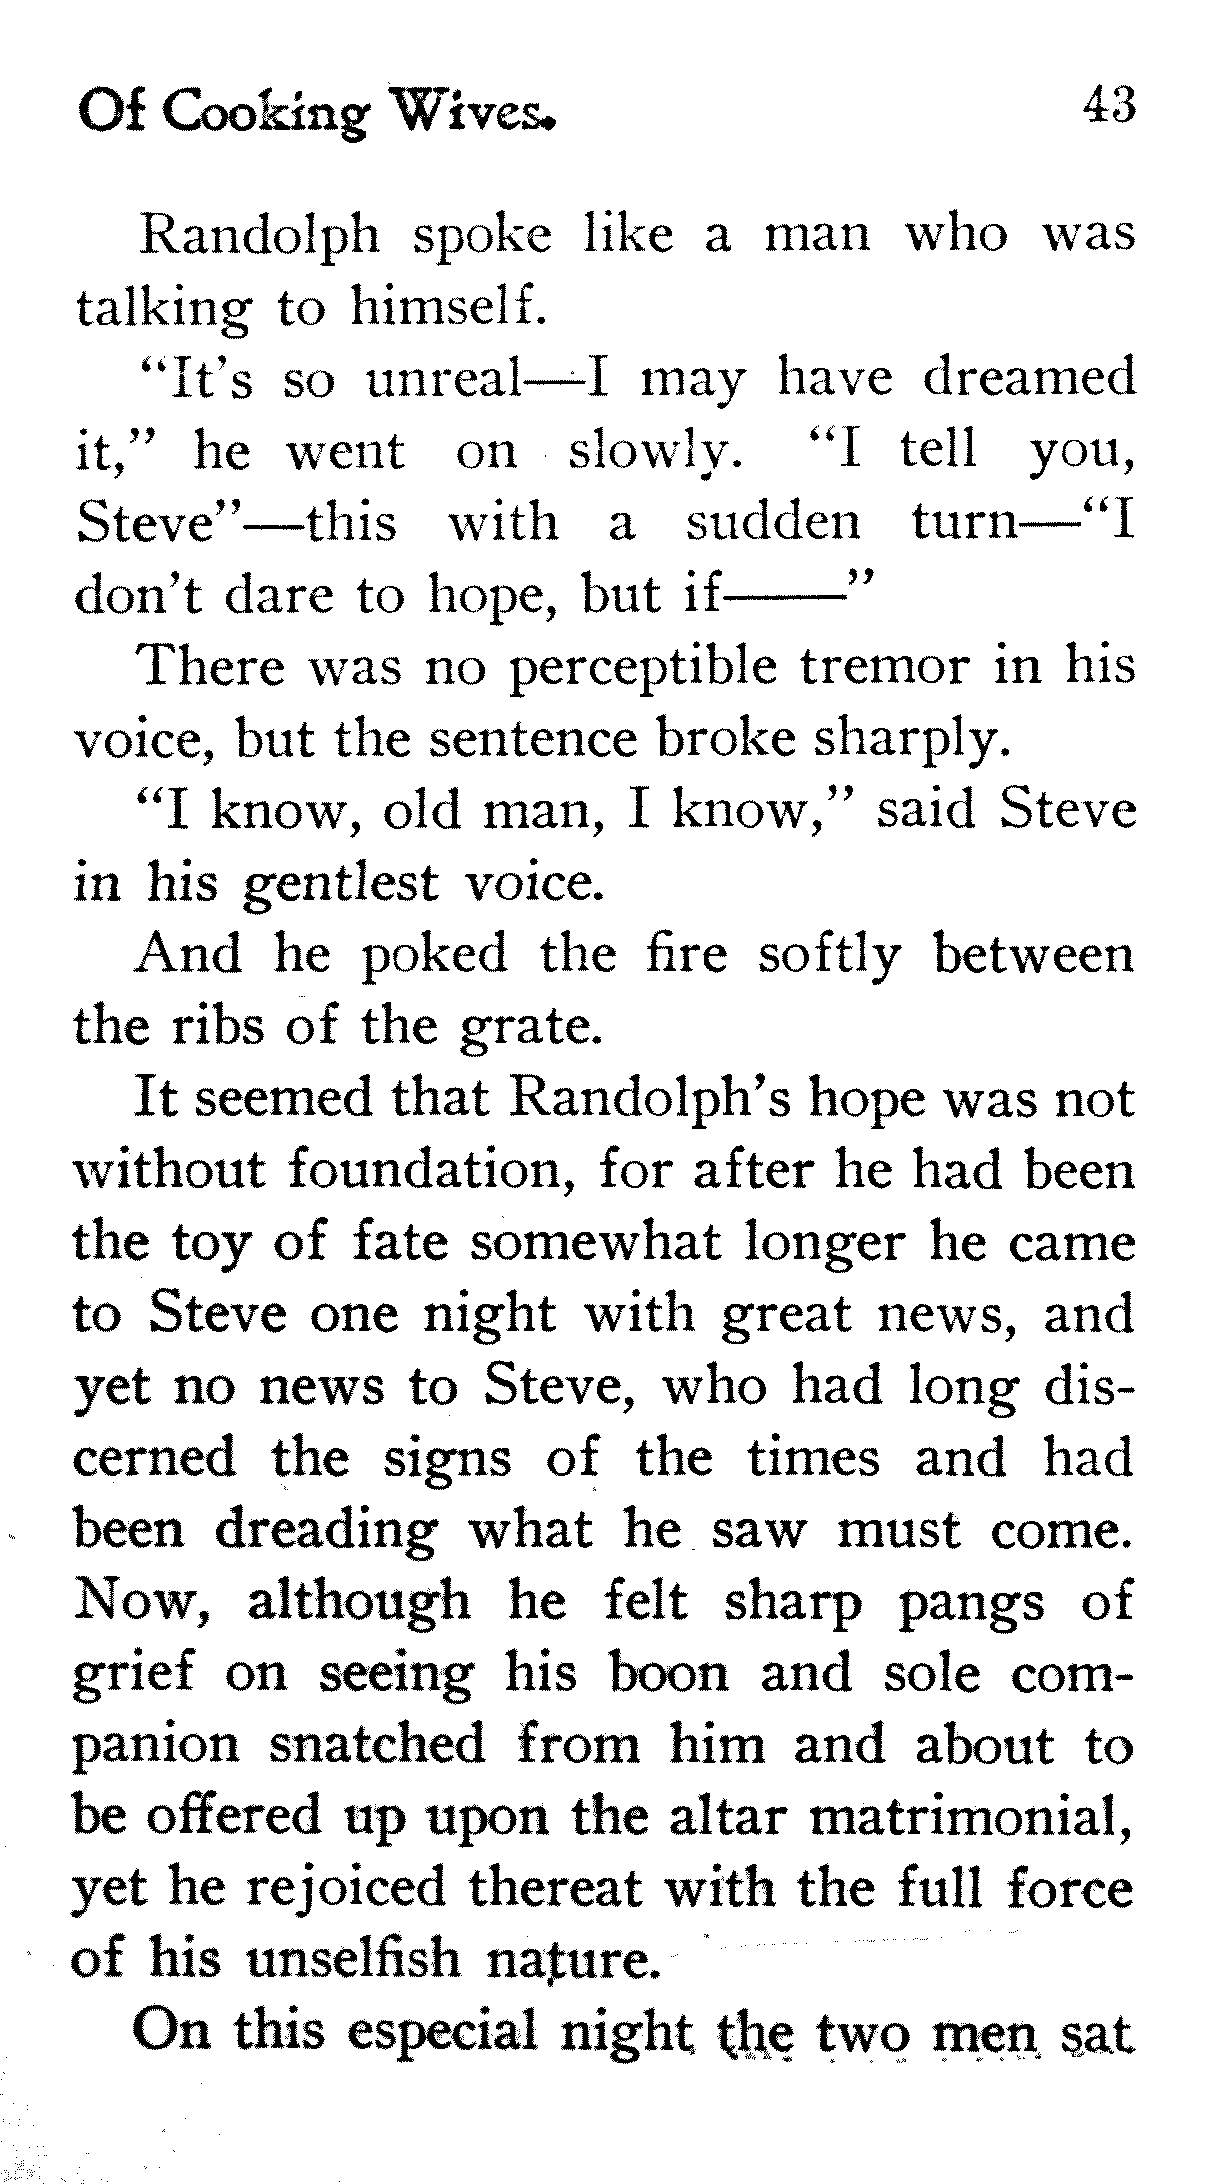 Of Cooking Wives. 43
Randolph spoke like a man who was
talking to himself.
“It's so unreal—I may have dreamed
it,” he went on slowly. “I tell you,
Steve”—this with a sudden turn—“I
don't dare to hope, but if——”
There was no perceptible tremor in his
voice, but the sentence broke sharply.
“I know, old man, I know,” said Steve
in his gentlest voice.
And he poked the fire softly between
the ribs of the grate.
It seemed that Randolph's hope was not
without foundation, for after he had been
the toy of fate somewhat longer he came
to Steve one night with great news, and
yet no news to Steve, who had long dis-
cerned the signs of the times and had
been dreading what he saw must come.
Now, although he felt sharp pangs of
grief on seeing his boon and sole com-
panion snatched from him and about to
be offered up upon the altar matrimonial,
yet he rejoiced thereat with the full force
of his unselfish nature.
On this especial night the two men sat